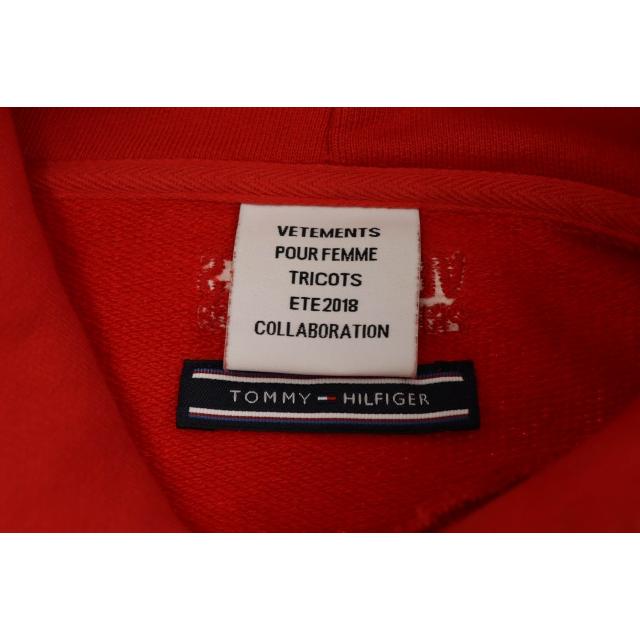 VETEMENTS
POUR FEMME
TRICOTS
ETE2018
COLLABORATION
TOMMY HILFIGER